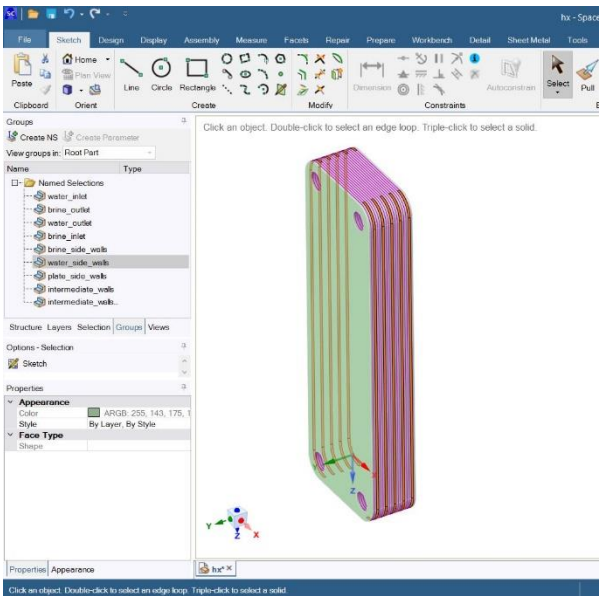 hx - Space
File Sketch Design Display Assembly Measure Facets Repair Prepare Workbench Detail Sheet Metal Tools
Paste Home Plan View Line Circle Rectangle Dimension Autoconstrain Select Pull
Clipboard Orient Create Modify Constraints
Groups
Create NS Create Parameter
View groups in: Root Part
Name Type
Named Selections
water_inlet
brine_outlet
water_outlet
brine_inlet
brine_side_walls
water_side_walls
plate_side_walls
intermediate_walls
intermediate_walls..
Structure Layers Selection Groups Views
Options - Selection
Sketch
Properties
Appearance
Color ARGB: 255, 143, 175, 1
Style By Layer, By Style
Face Type
Shape
Properties Appearance
Click an object. Double-click to select an edge loop. Triple-click to select a solid.
X
Z
Y Z X
hx*
Click an object. Double-click to select an edge loop. Triple-click to select a solid.